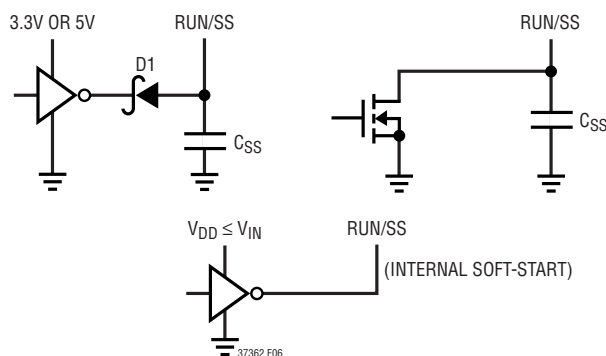 3.3V OR 5V
RUN/SS
D1
CSS
RUN/SS
CSS
VDD ≤ VIN
RUN/SS
(INTERNAL SOFT-START)
37362 F06